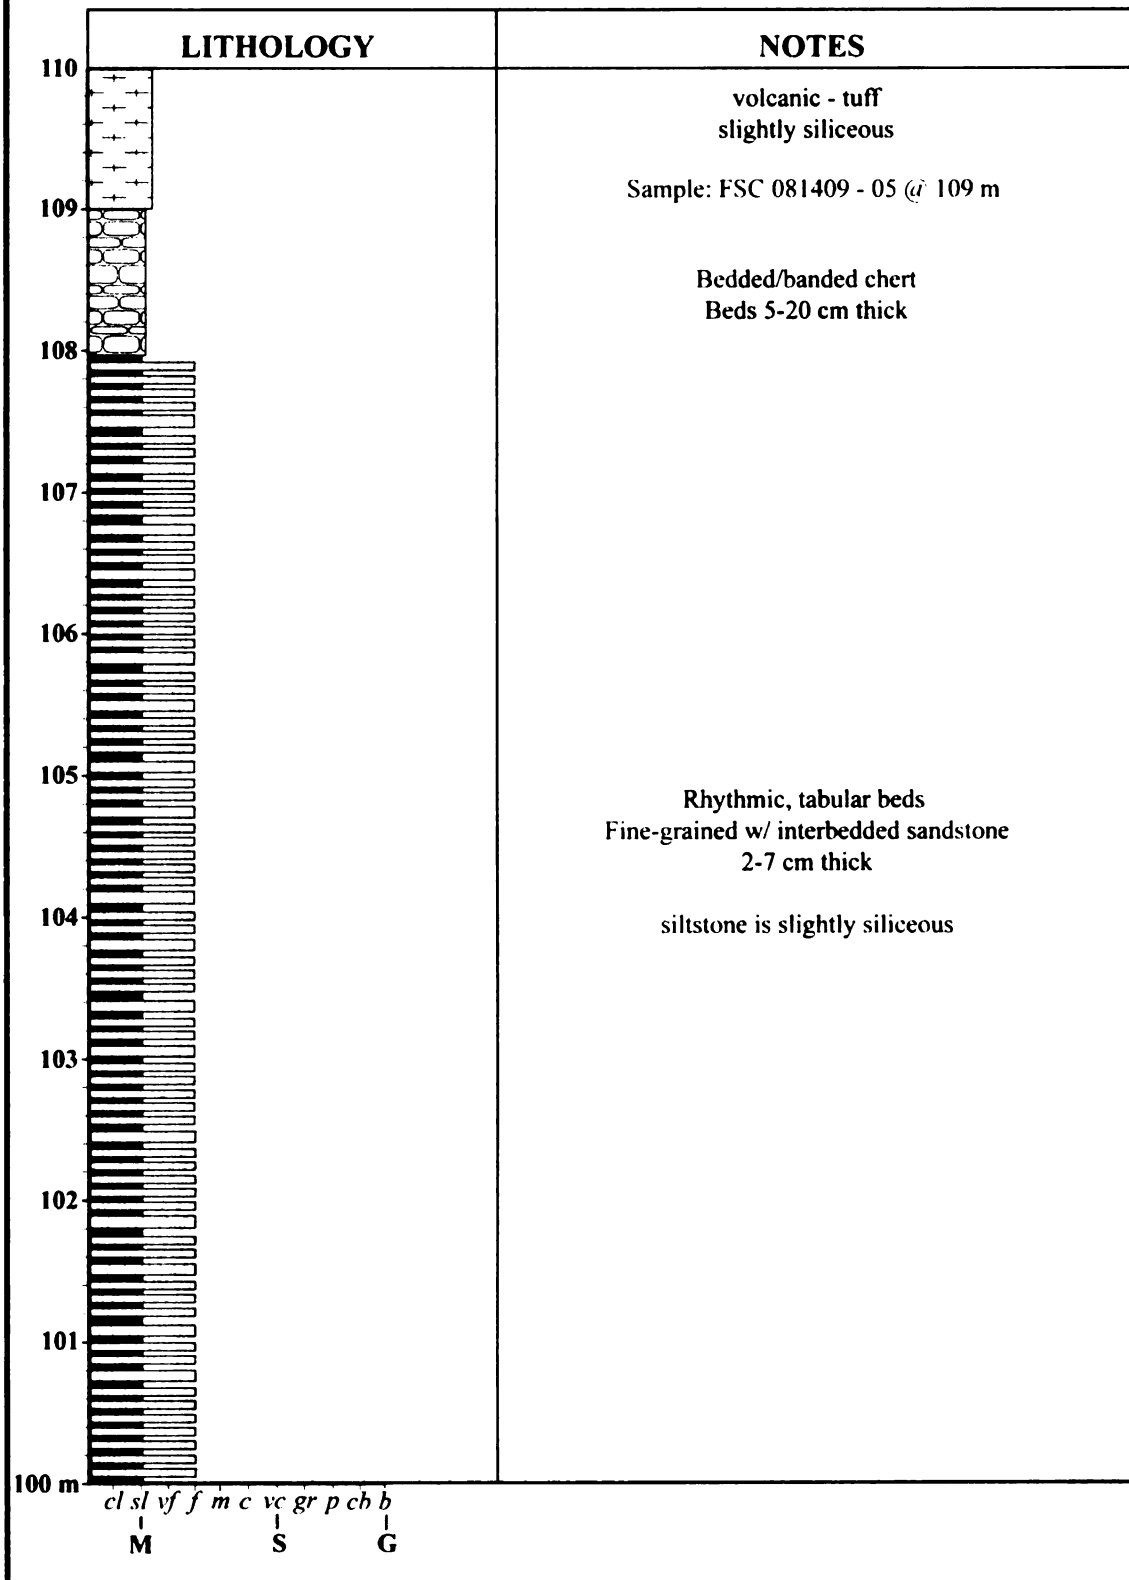 LITHOLOGY NOTES
110
volcanic - tuff
slightly siliceous
Sample: FSC 081409 - 05 @ 109 m
109
Bedded/banded chert
Beds 5-20 cm thick
108
107
106
105
Rhythmic, tabular beds
Fine-grained w/ interbedded sandstone
2-7 cm thick
104
siltstone is slightly siliceous
103
102
101
100 m
cl sl vf f m c vc gr p cb b
M S G